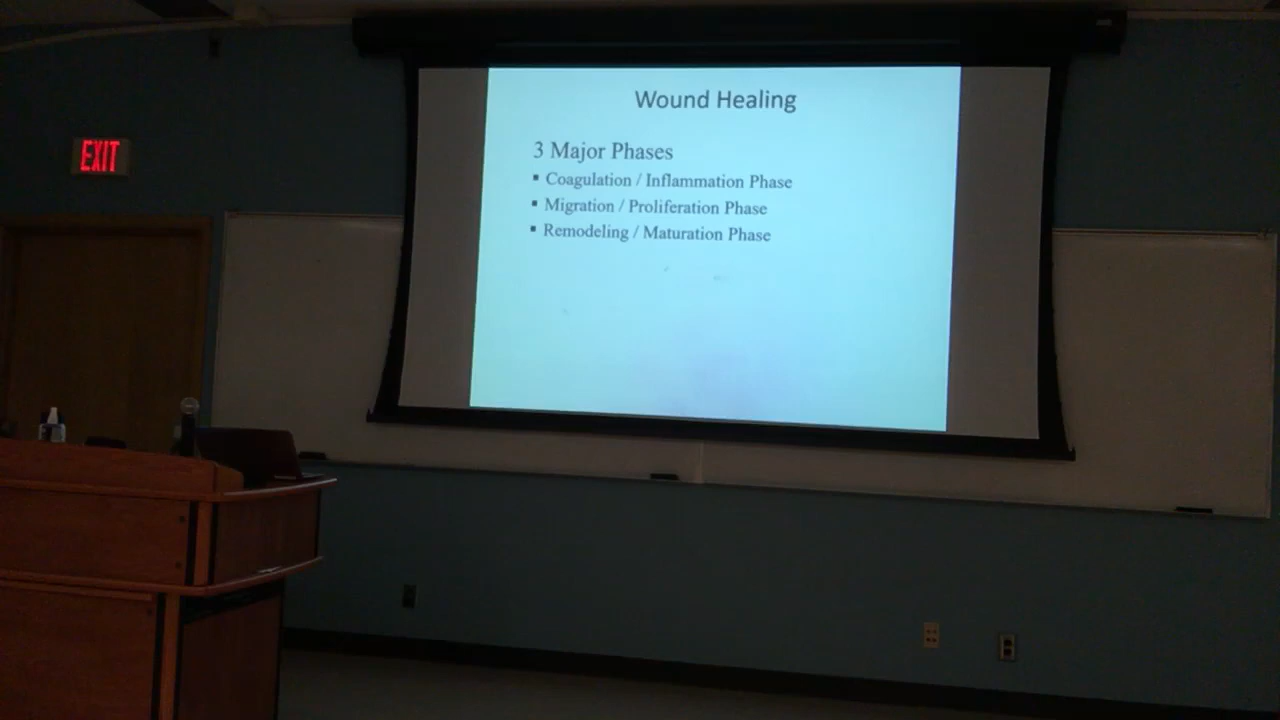 Wound Healing
EXIT
3 Major Phases
▪ Coagulation / Inflammation Phase
▪ Migration / Proliferation Phase
▪ Remodeling / Maturation Phase